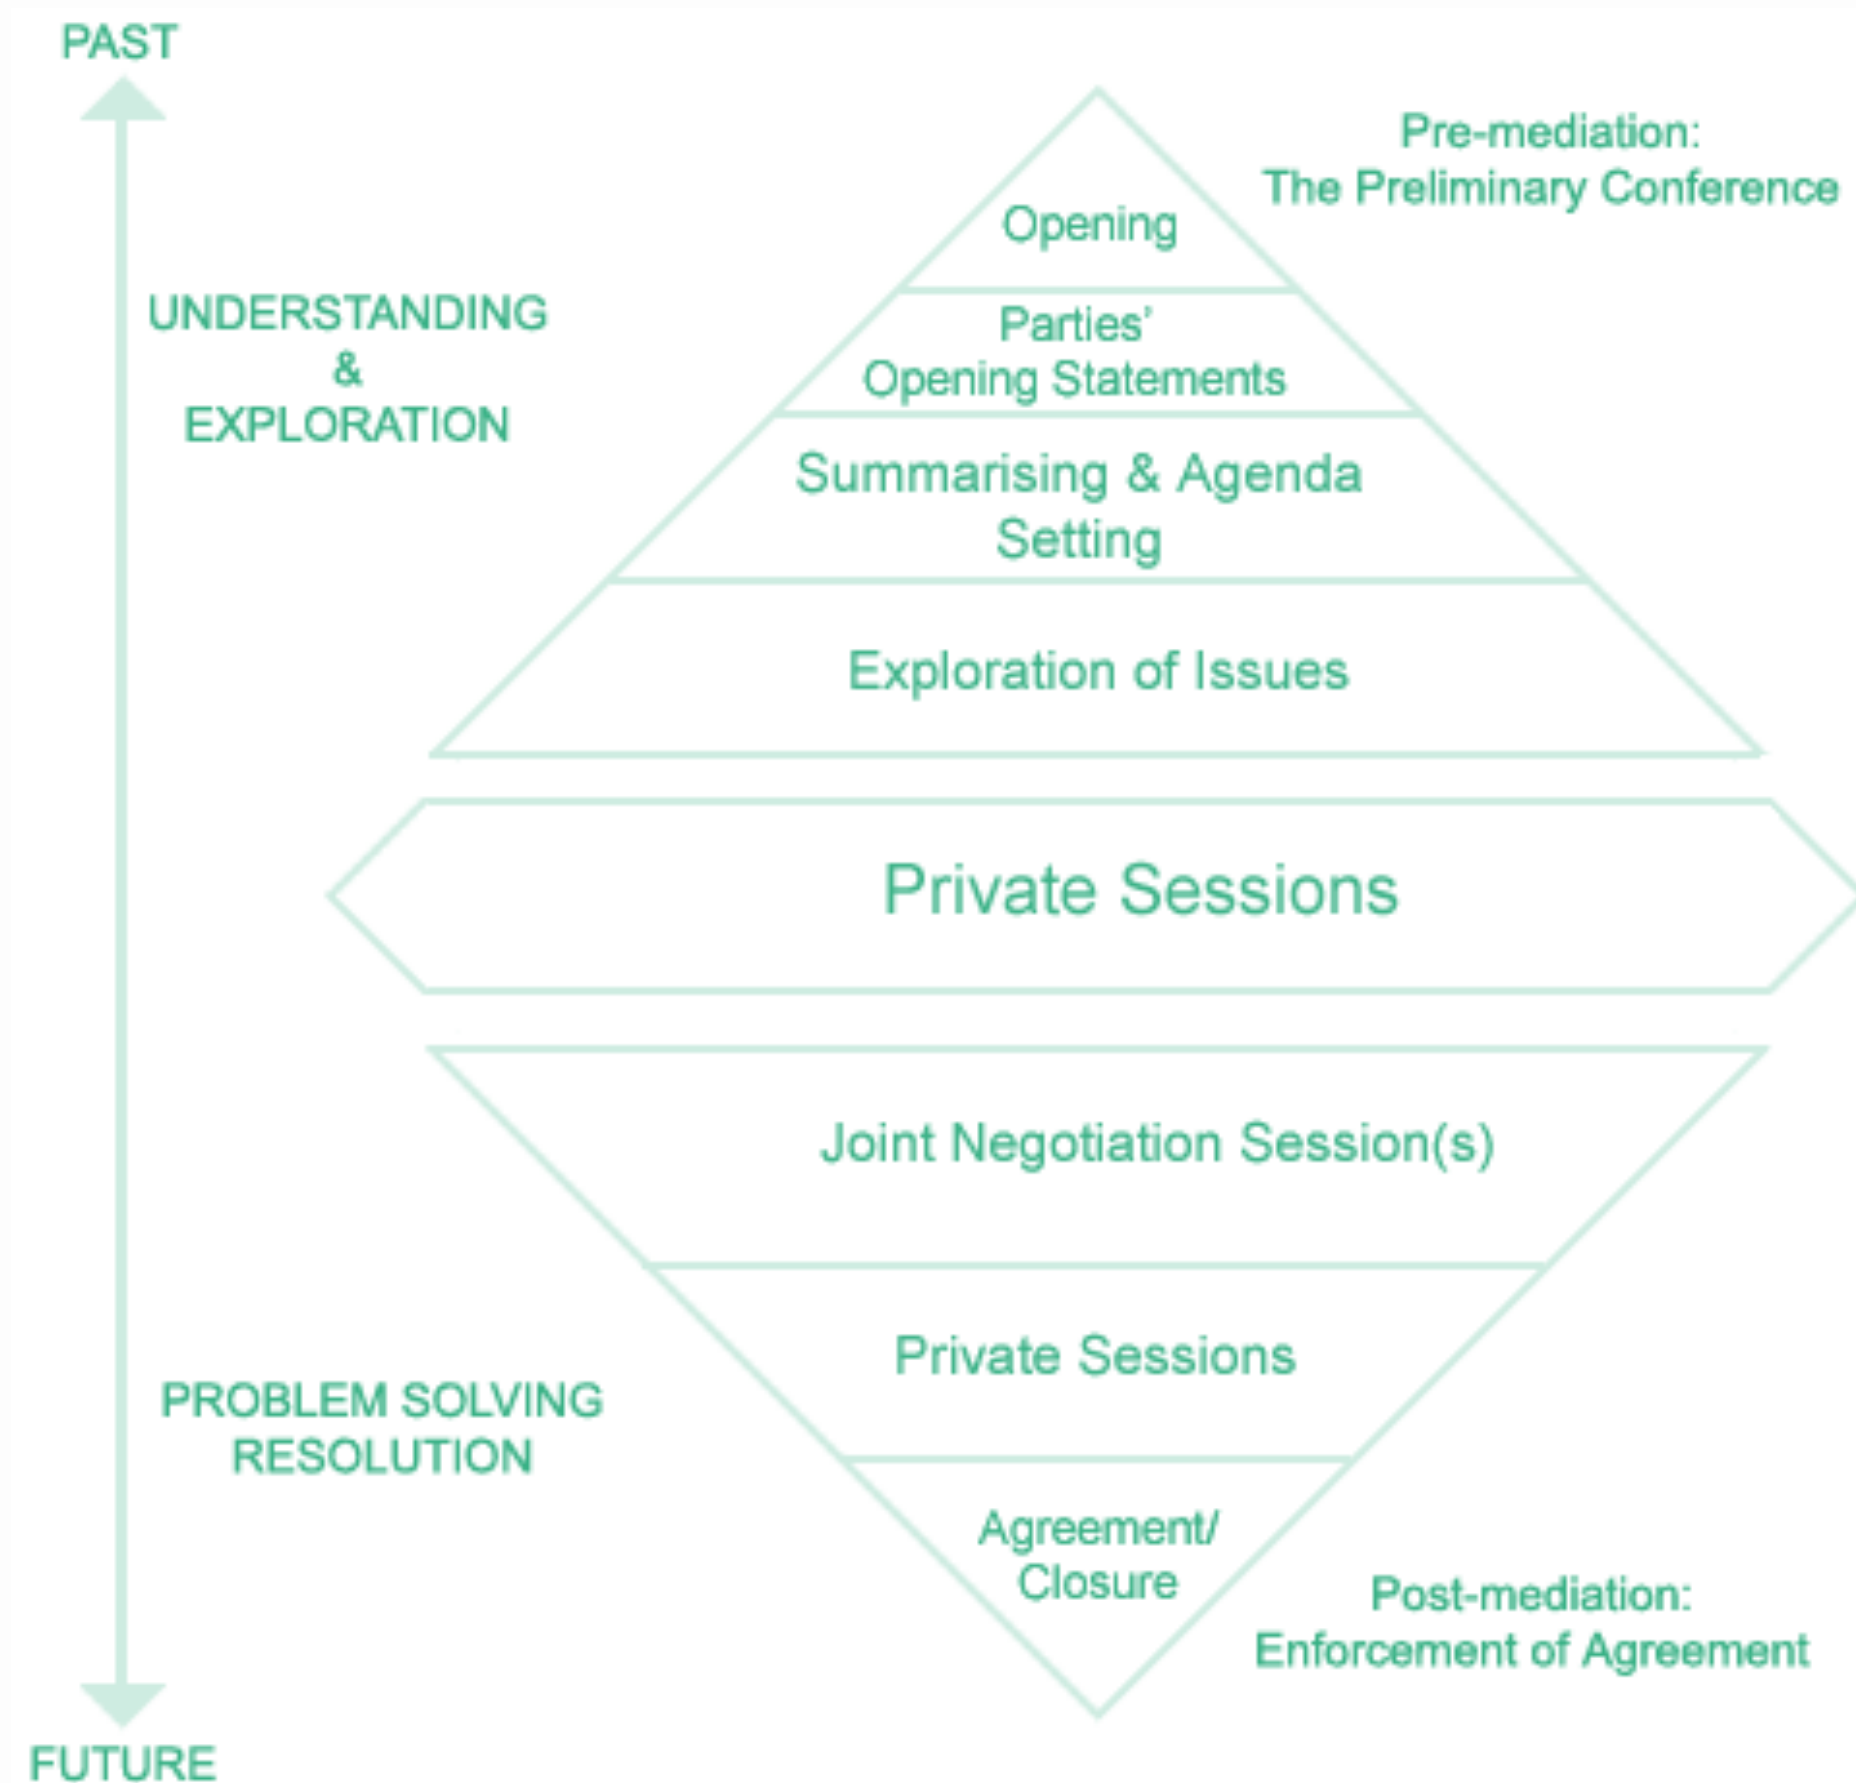 PAST
Pre-mediation:
The Preliminary Conference
Opening
UNDERSTANDING
&
EXPLORATION
Parties’
Opening Statements
Summarising & Agenda
Setting
Exploration of Issues
Private Sessions
Joint Negotiation Session(s)
Private Sessions
PROBLEM SOLVING
RESOLUTION
Agreement/
Closure
Post-mediation:
Enforcement of Agreement
FUTURE